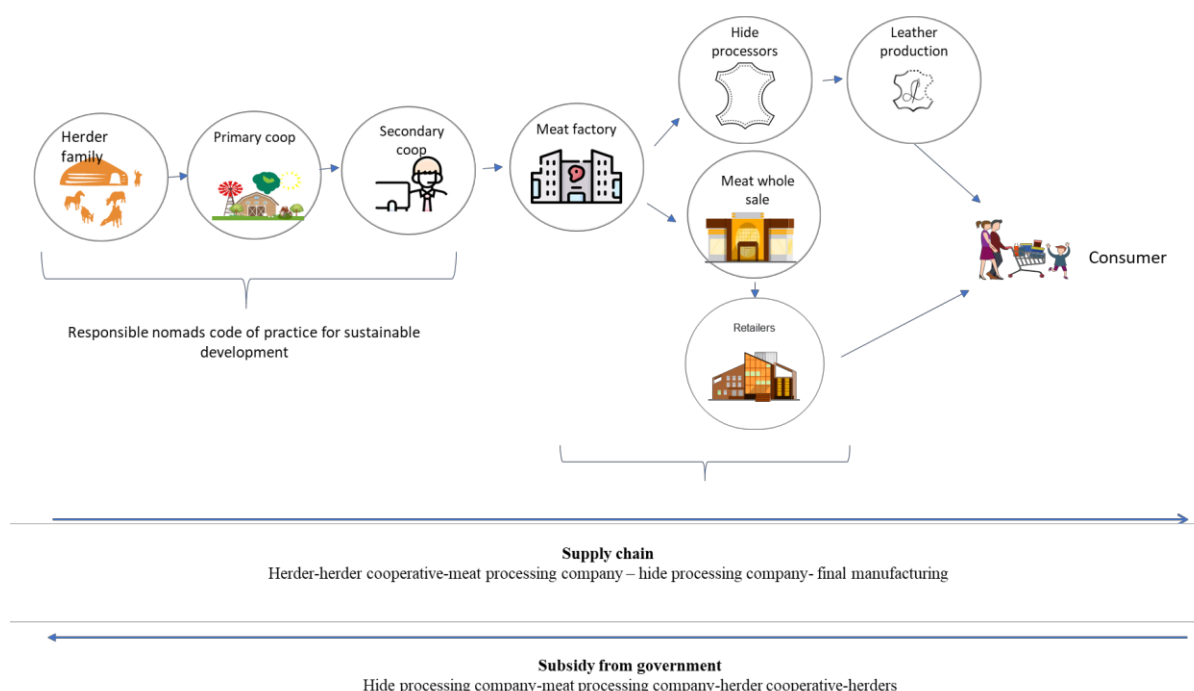 Herder
family
Primary coop
Secondary
coop
Meat factory
Hide
processors
Leather
production
Meat whole
sale
Retailers
Consumer
Responsible nomads code of practice for sustainable
development
Supply chain
Herder-herder cooperative-meat processing company – hide processing company- final manufacturing
Subsidy from government
Hide processing company-meat processing company-herder cooperative-herders